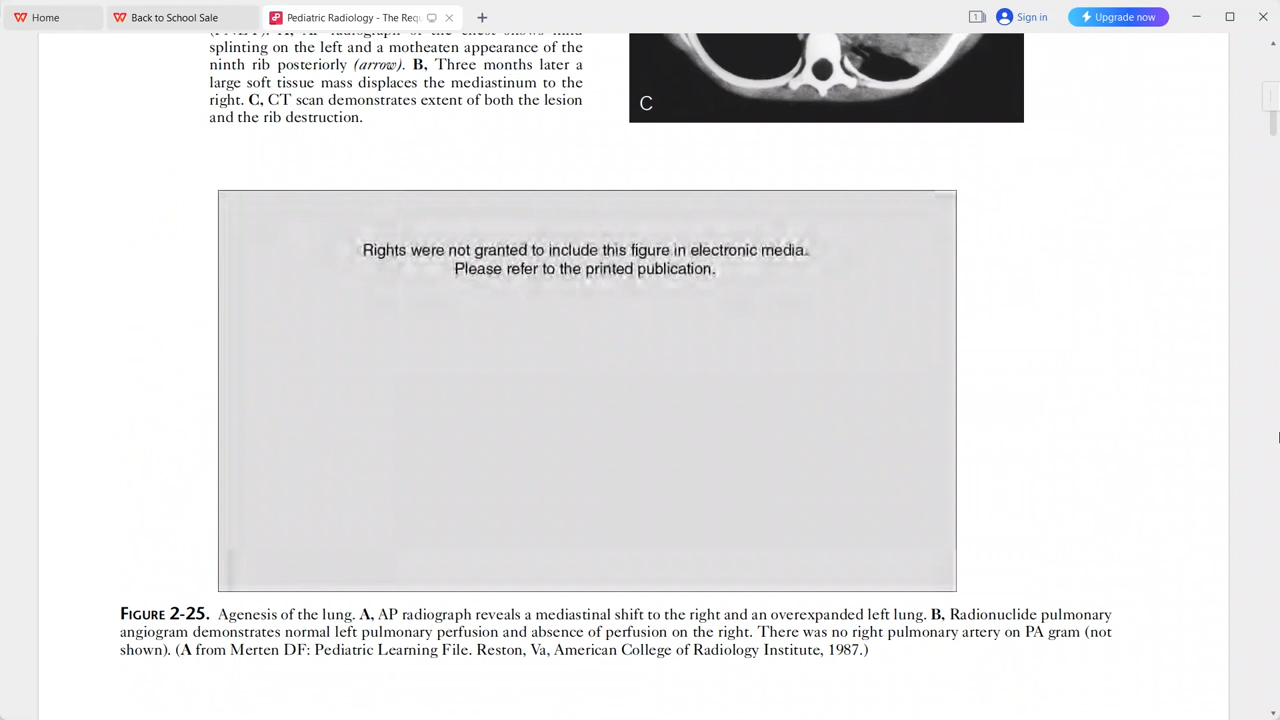 Home
Back to School Sale
Pediatric Radiology - The Req
1
Sign in
Upgrade now
splinting on the left and a motheaten appearance of the
ninth rib posteriorly (arrow). B, Three months later a
large soft tissue mass displaces the mediastinum to the
right. C, CT scan demonstrates extent of both the lesion
and the rib destruction.
C
Rights were not granted to include this figure in electronic media.
Please refer to the printed publication.
FIGURE 2-25. Agenesis of the lung. A, AP radiograph reveals a mediastinal shift to the right and an overexpanded left lung. B, Radionuclide pulmonary
angiogram demonstrates normal left pulmonary perfusion and absence of perfusion on the right. There was no right pulmonary artery on PA gram (not
shown). (A from Merten DF: Pediatric Learning File. Reston, Va, American College of Radiology Institute, 1987.)